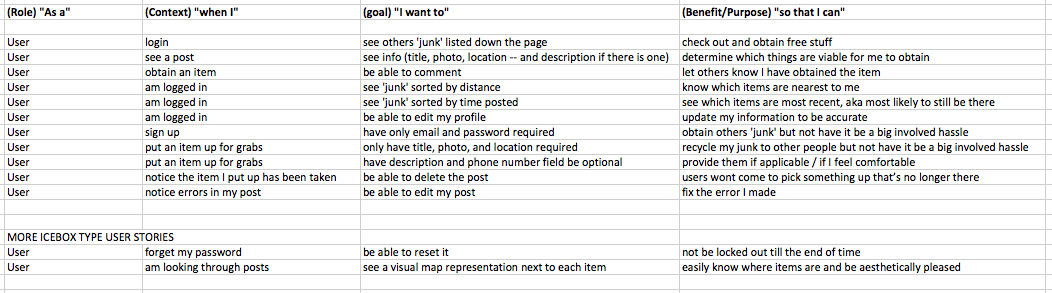 (Role) "As a" (Context) "when I" (goal) "I want to" (Benefit/Purpose) "so that I can"
User login see others 'junk' listed down the page check out and obtain free stuff
User see a post see info (title, photo, location -- and description if there is one) determine which things are viable for me to obtain
User obtain an item be able to comment let others know I have obtained the item
User am logged in see 'junk' sorted by distance know which items are nearest to me
User am logged in see 'junk' sorted by time posted see which items are most recent, aka most likely to still be there
User am logged in be able to edit my profile update my information to be accurate
User sign up have only email and password required obtain others 'junk' but not have it be a big involved hassle
User put an item up for grabs only have title, photo, and location required recycle my junk to other people but not have it be a big involved hassle
User put an item up for grabs have description and phone number field be optional provide them if applicable / if I feel comfortable
User notice the item I put up has been taken be able to delete the post users wont come to pick something up that's no longer there
User notice errors in my post be able to edit my post fix the error I made
MORE ICEBOX TYPE USER STORIES
User forget my password be able to reset it not be locked out till the end of time
User am looking through posts see a visual map representation next to each item easily know where items are and be aesthetically pleased